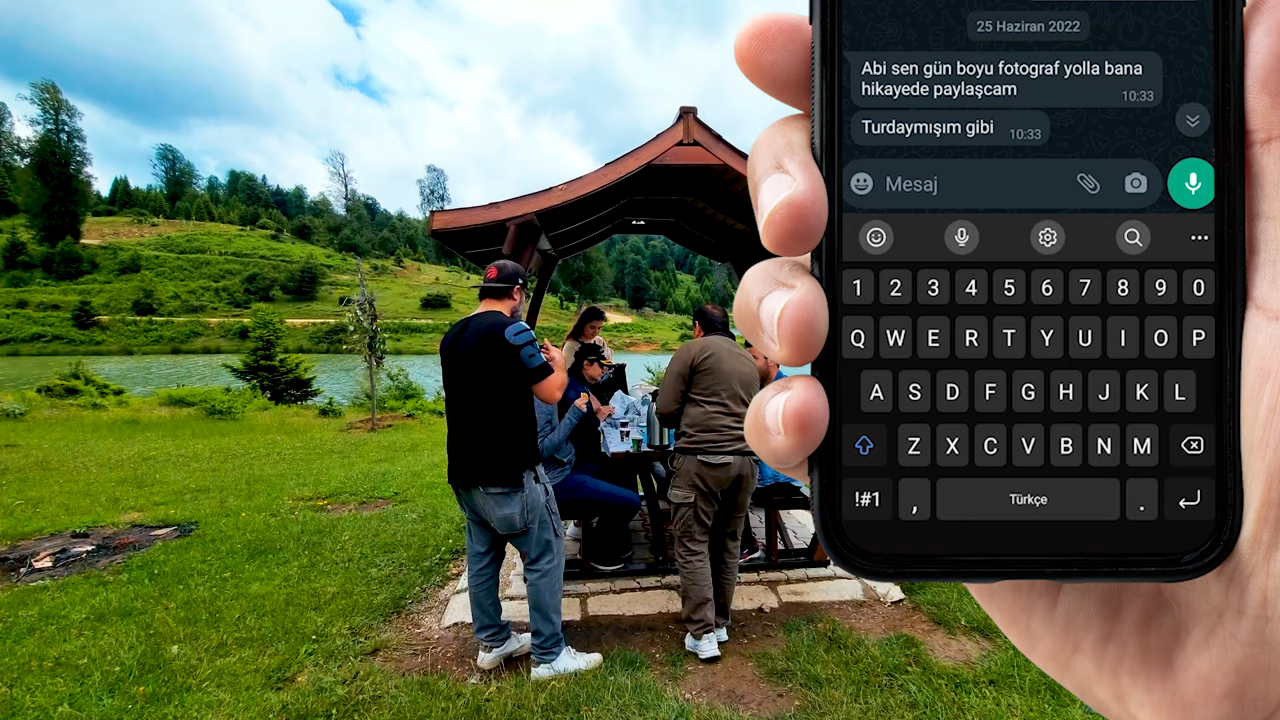 25 Haziran 2022
Abi sen gün boyu fotograf yolla bana
hikayede paylaşcam
10:33
Turdaymışım gibi
10:33
Mesaj
1 2 3 4 5 6 7 8 9 0
Q W E R T Y U I O P
A S D F G H J K L
Z X C V B N M
!#1 , Türkçe .